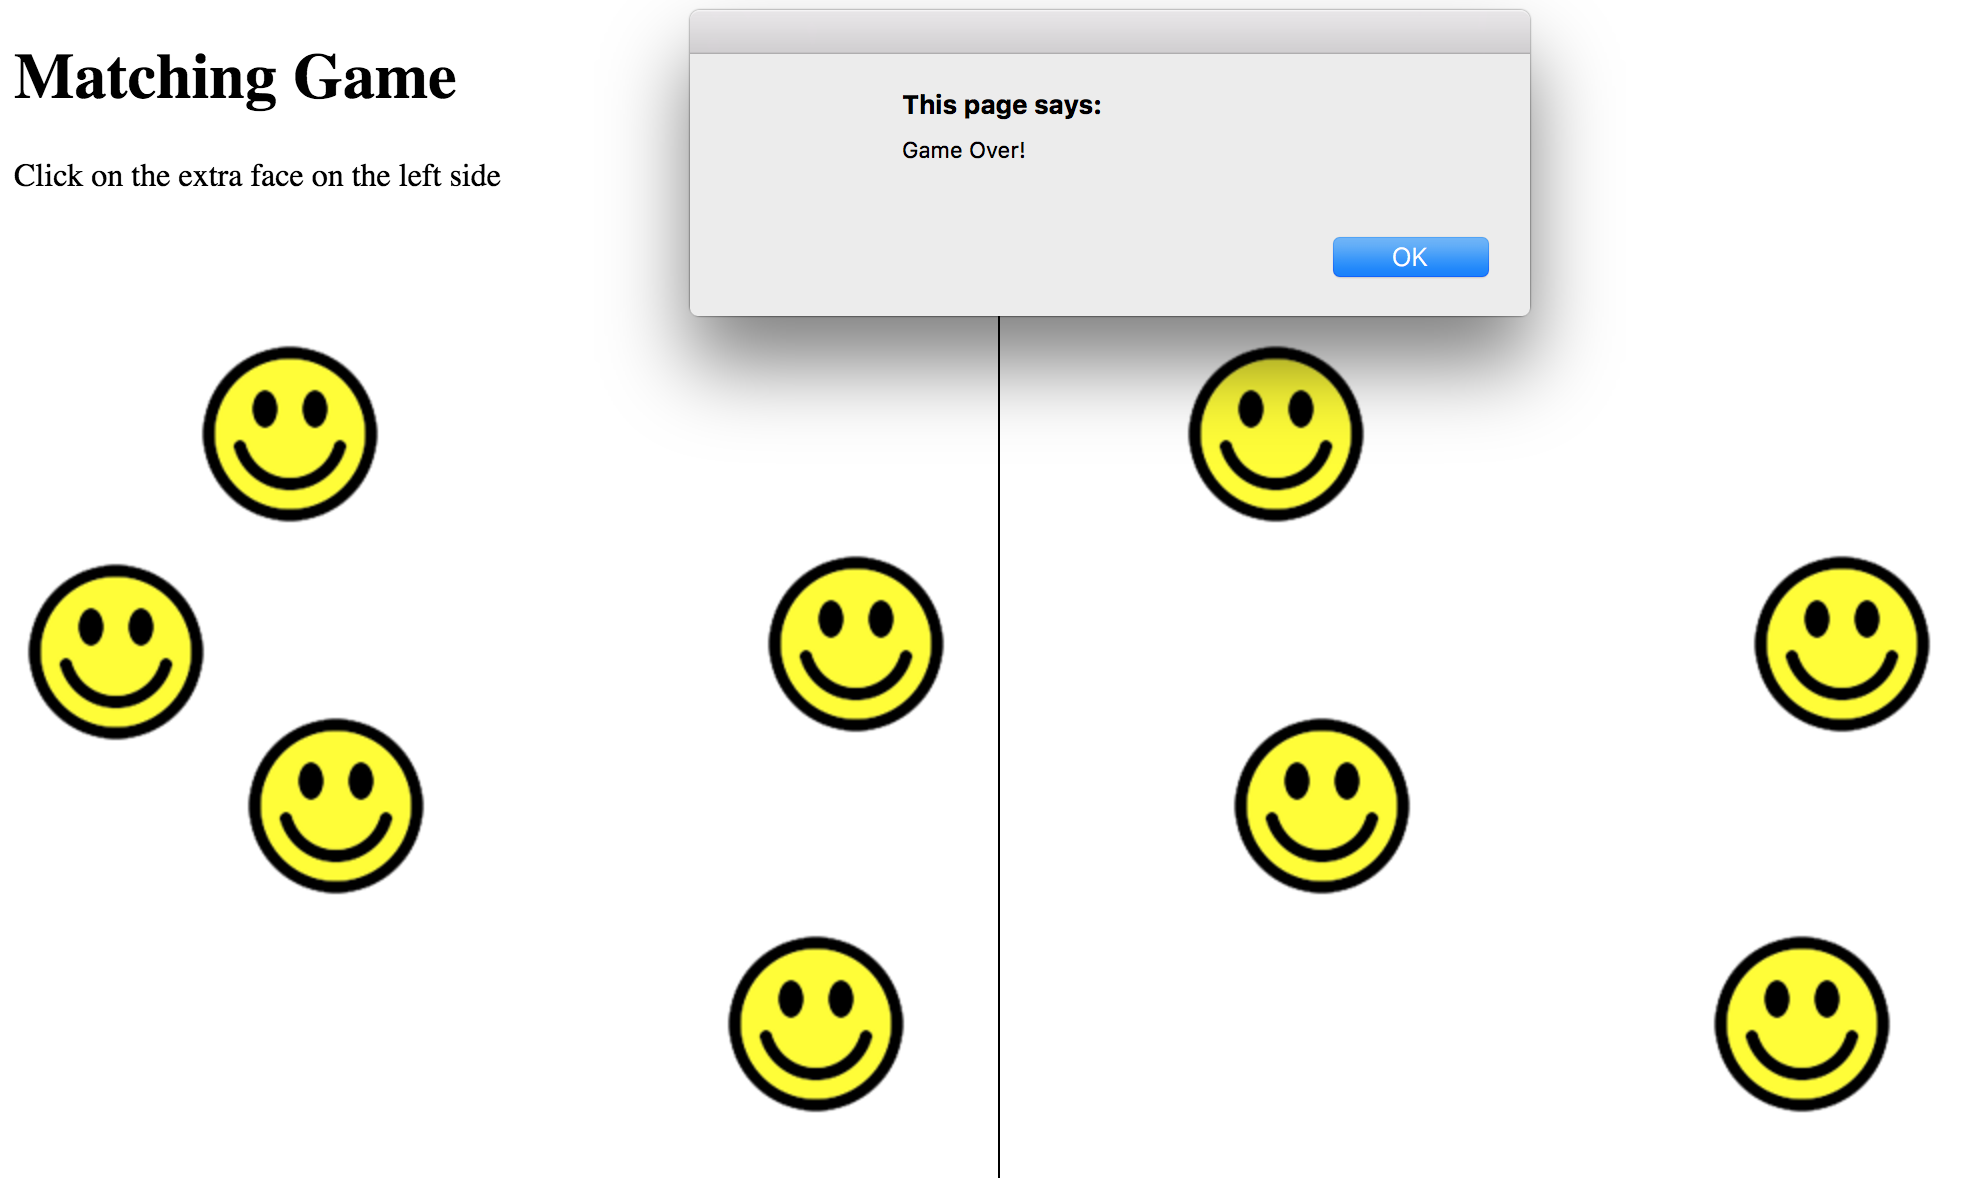 Matching Game
Click on the extra face on the left side
This page says:
Game Over!
OK